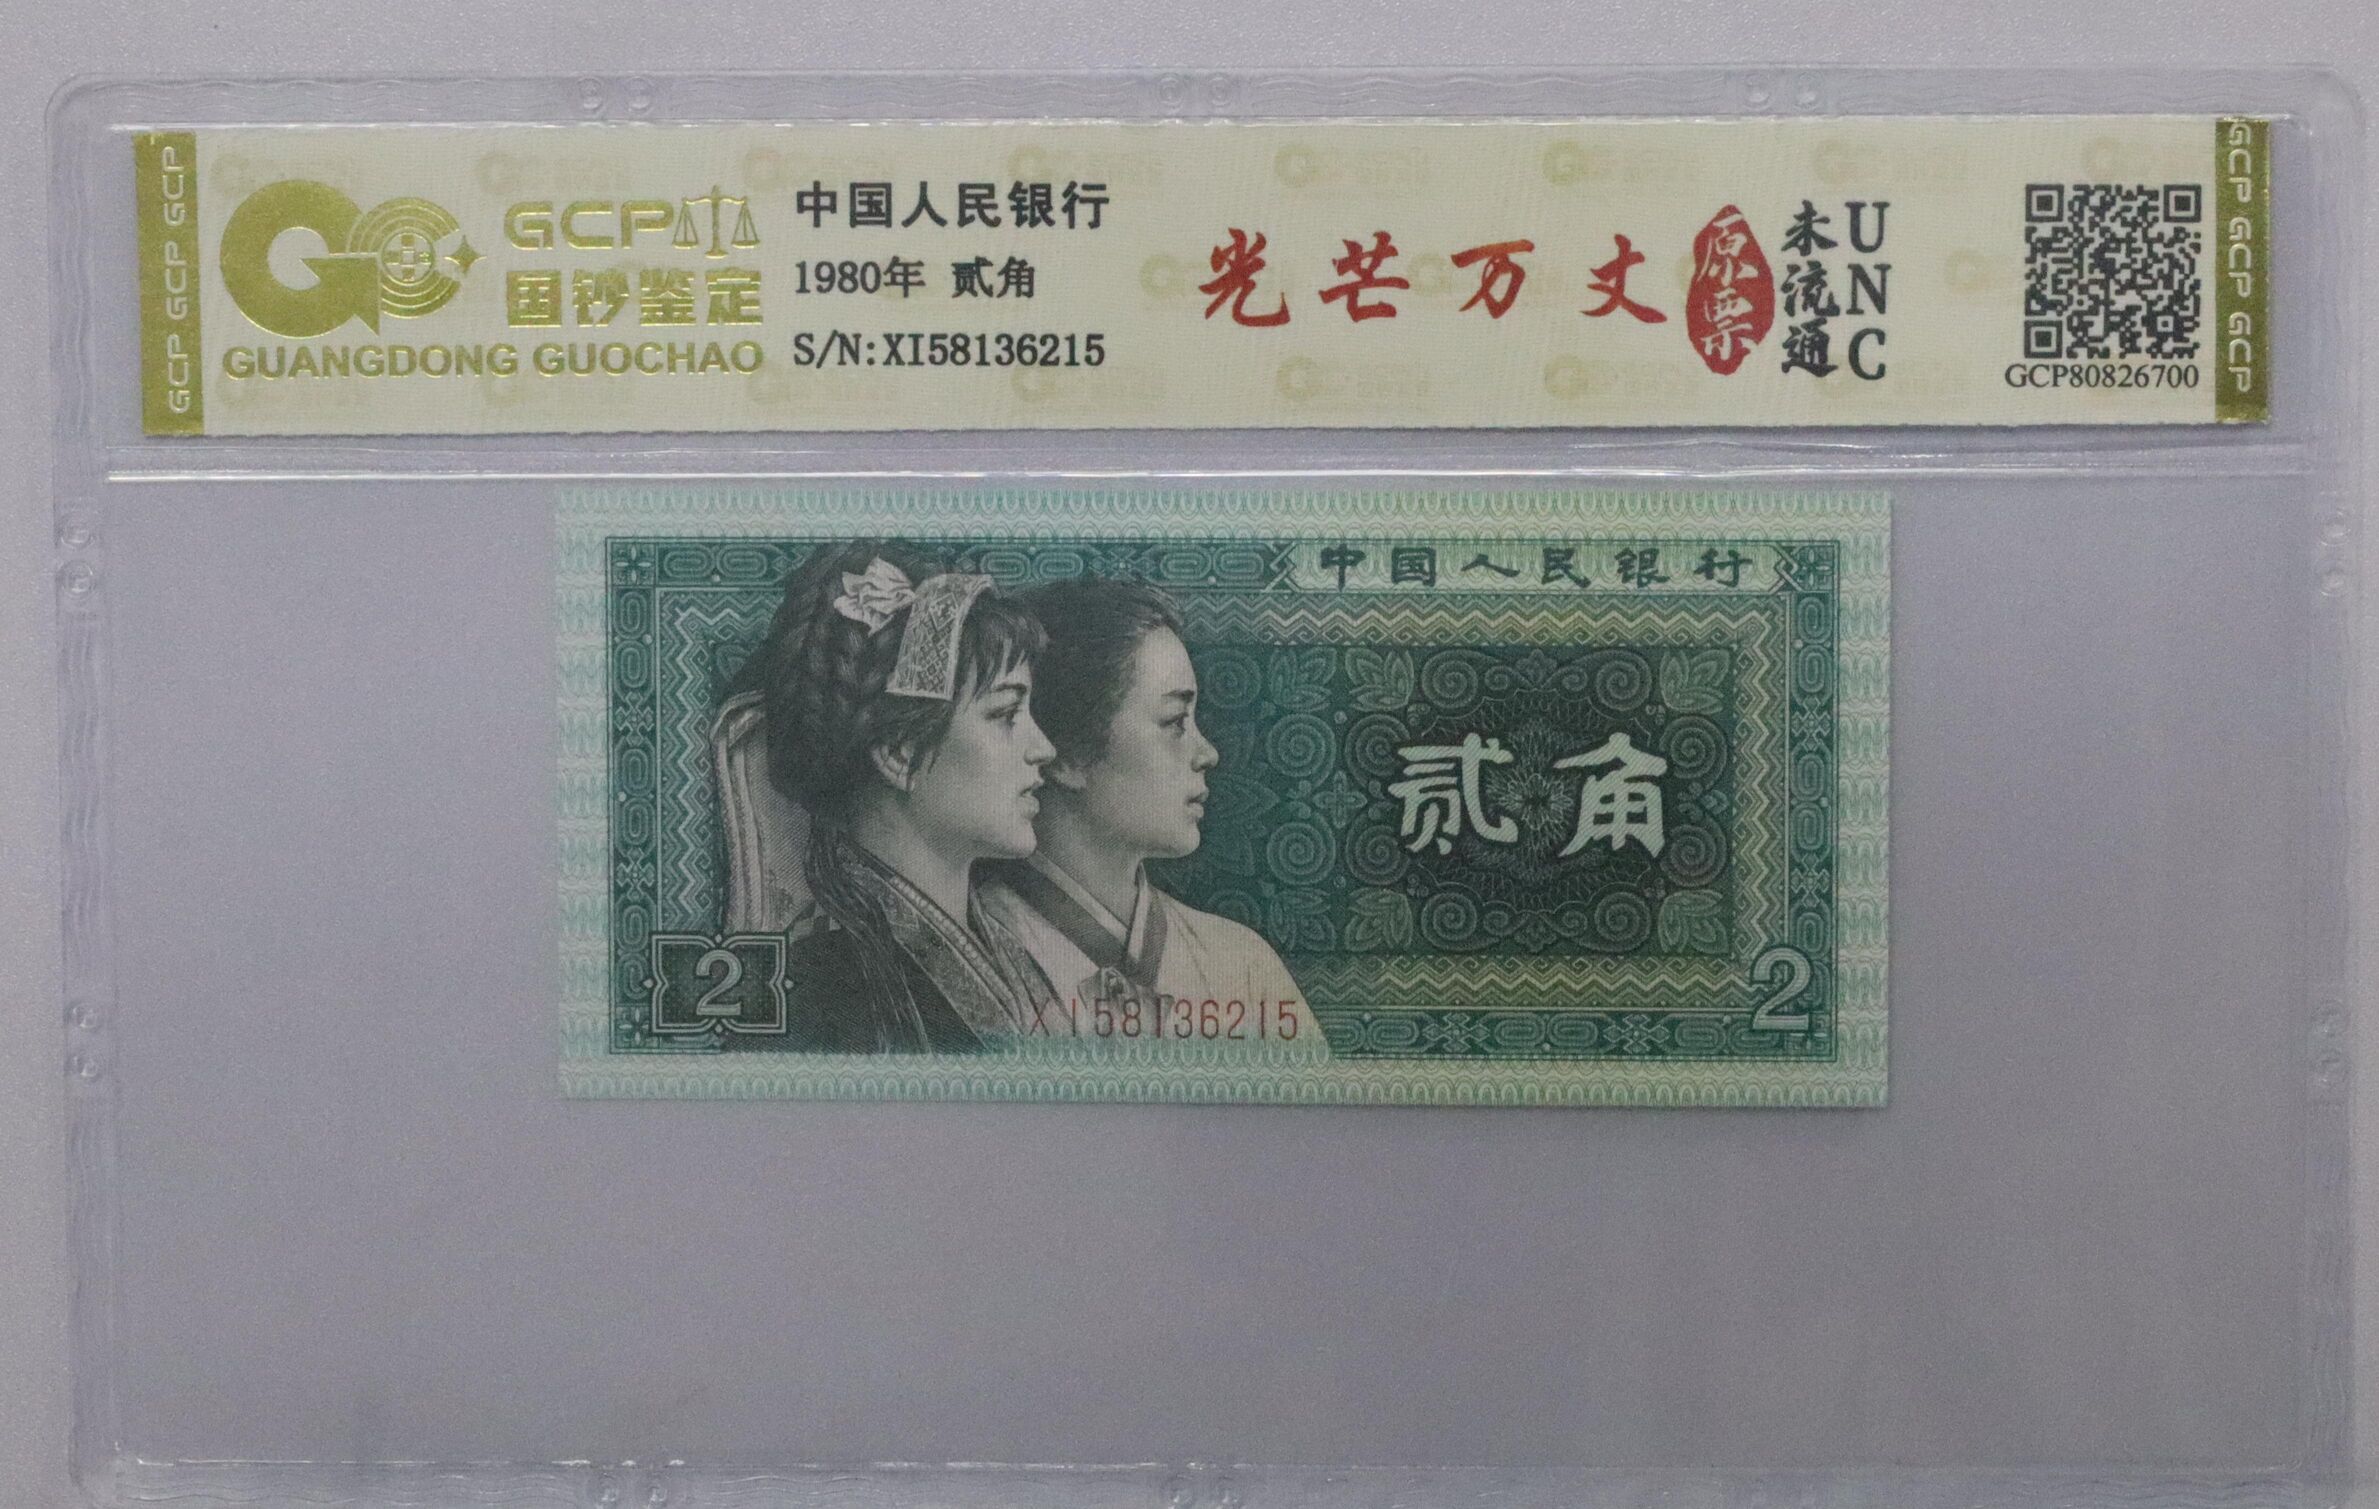 GCP GCP GCP
GCP
国钞鉴定
GUANGDONG GUOCHAO
中国人民银行
1980年 贰角
S/N:XI58136215
光芒万丈
原票
未流通
UNC
GCP80826700
GCP GCP GCP GCP
中国人民银行
贰角
2
2
XI58136215